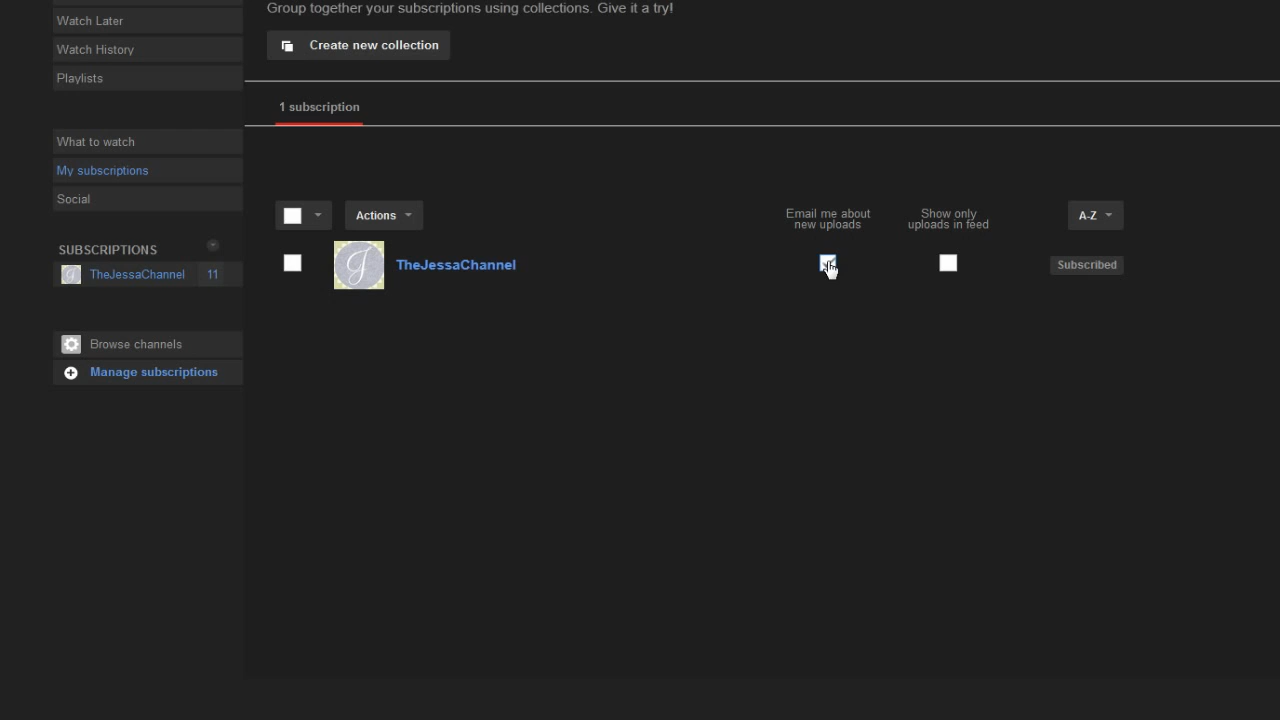 Group together your subscriptions using collections. Give it a try!
Watch Later
Create new collection
Watch History
Playlists
1 subscription
What to watch
My subscriptions
Social
Actions
Email me about
new uploads
Show only
uploads in feed
A-Z
SUBSCRIPTIONS
J TheJessaChannel
Subscribed
TheJessaChannel 11
Browse channels
Manage subscriptions